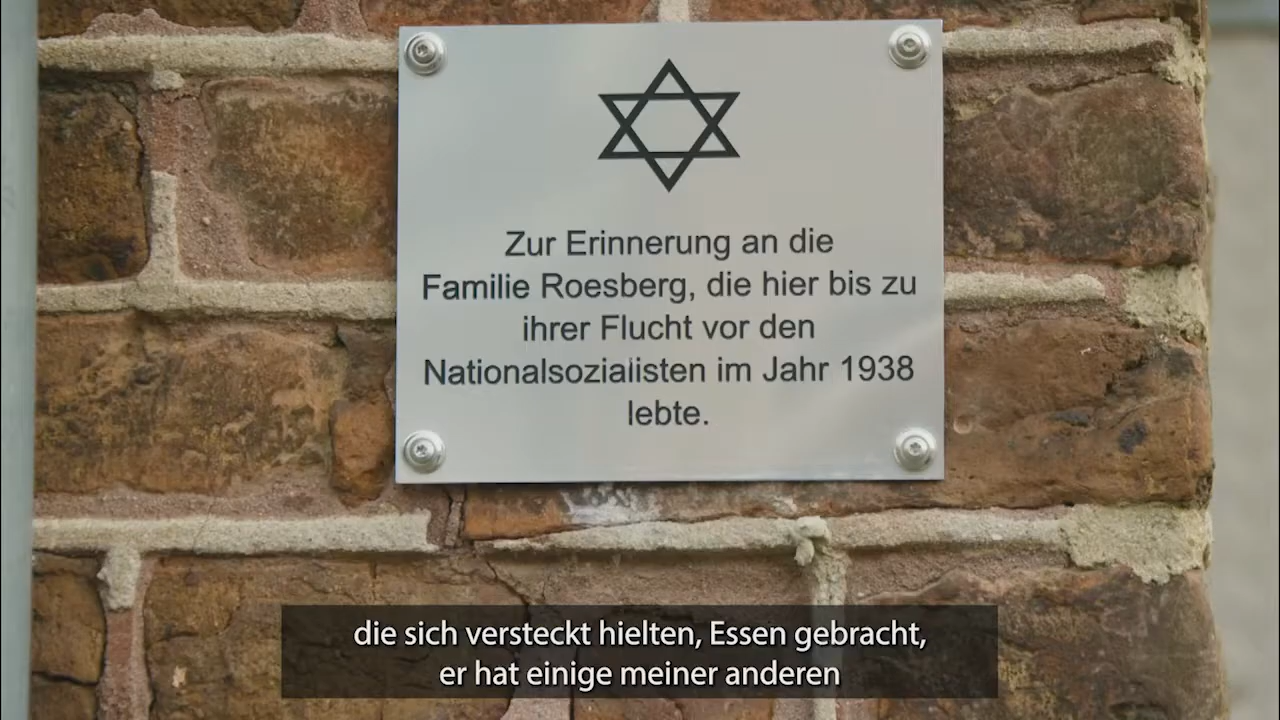 Zur Erinnerung an die
Familie Roesberg, die hier bis zu
ihrer Flucht vor den
Nationalsozialisten im Jahr 1938
lebte.
die sich versteckt hielten, Essen gebracht,
er hat einige meiner anderen